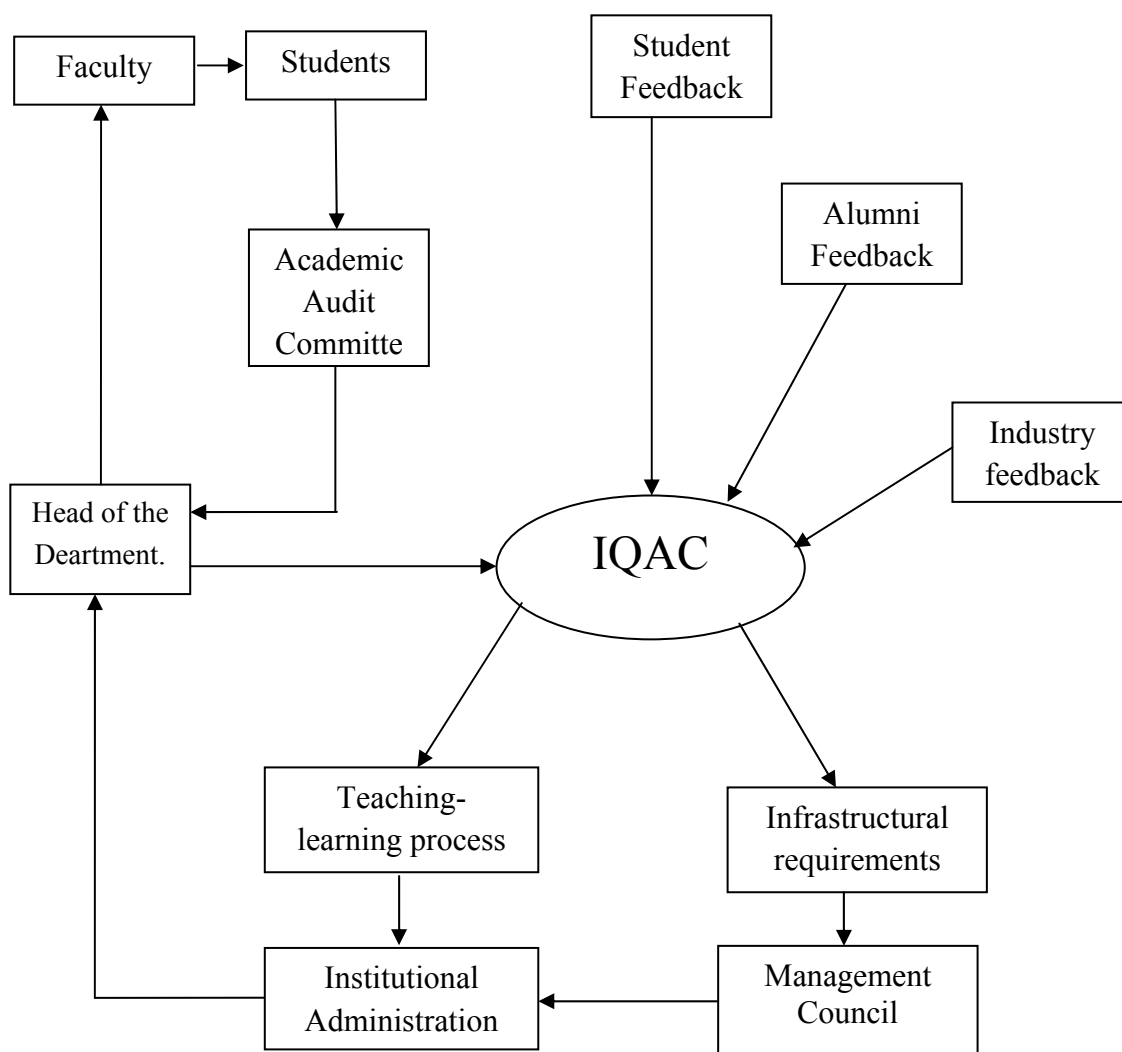 Faculty
Students
Student
Feedback
Alumni
Feedback
Academic
Audit
Committe
Industry
feedback
Head of the
Deartment.
IQAC
Teaching-
learning process
Infrastructural
requirements
Institutional
Administration
Management
Council